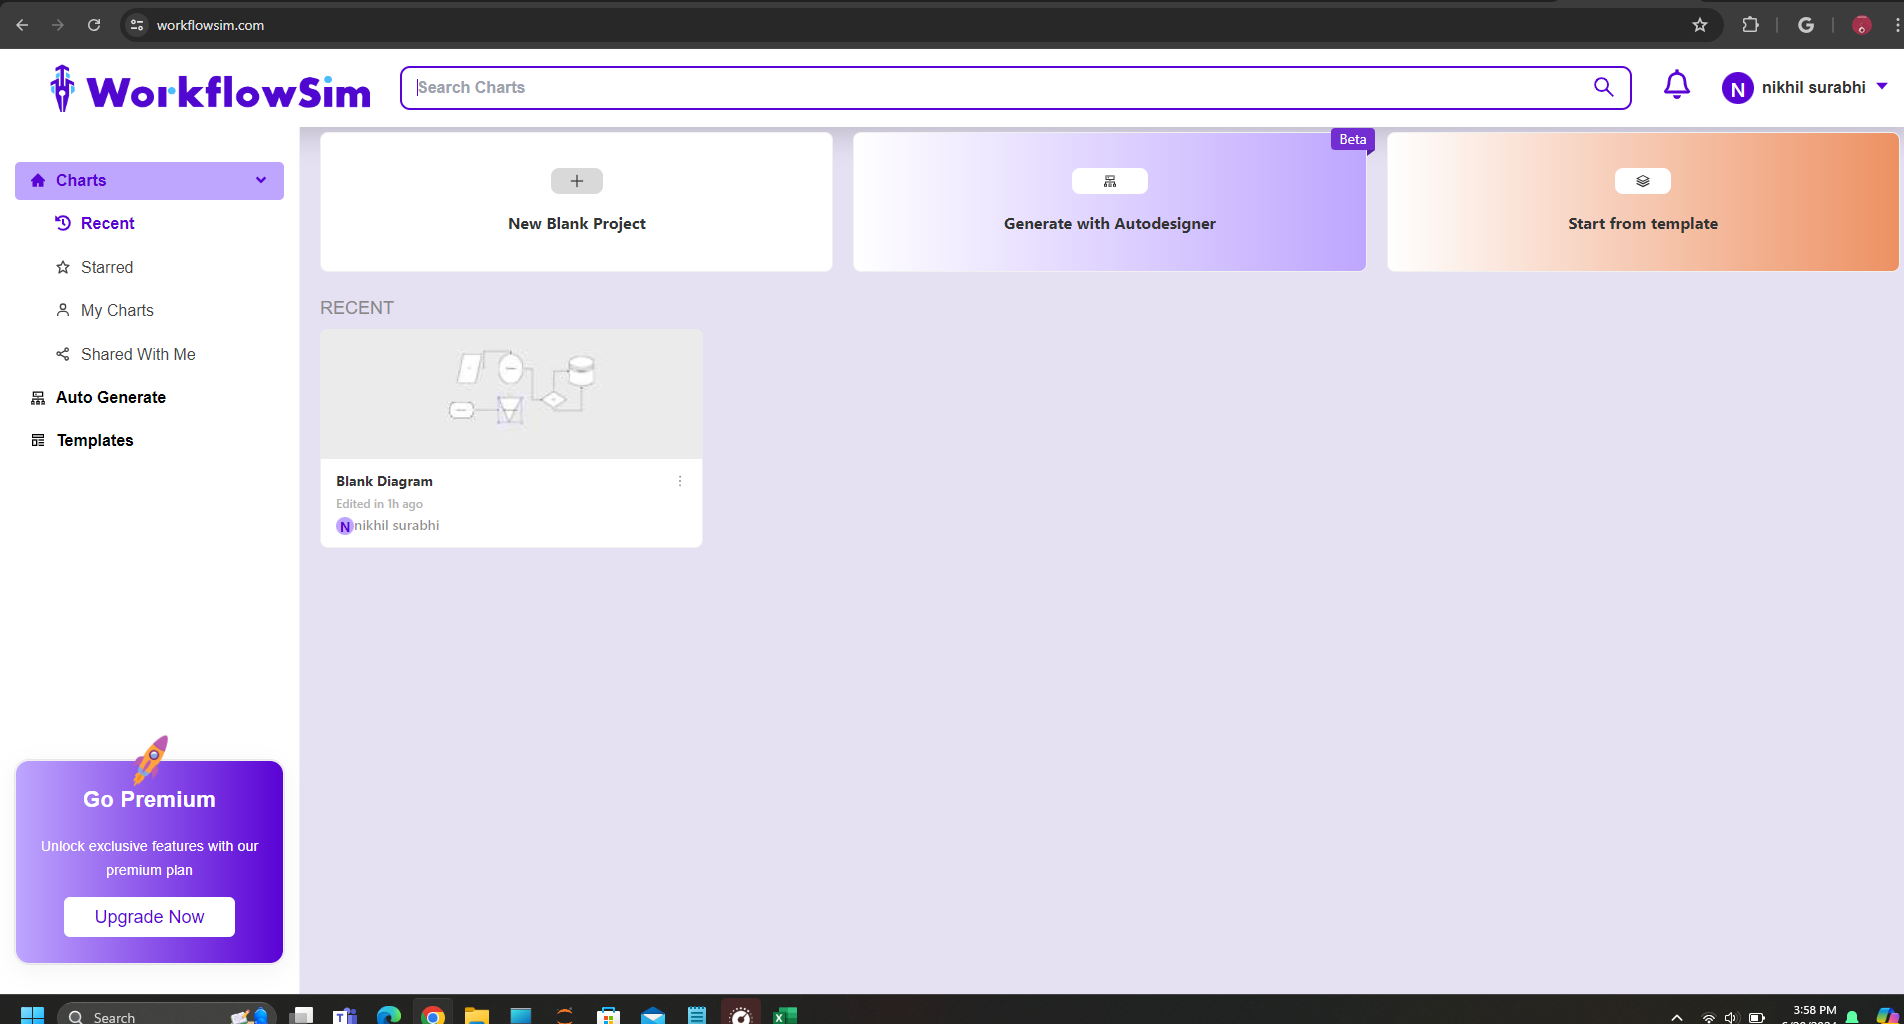 workflowsim.com
WorkflowSim
Search Charts
N nikhil surabhi
Charts
Recent
Starred
My Charts
Shared With Me
Auto Generate
Templates
Go Premium
Unlock exclusive features with our
premium plan
Upgrade Now
New Blank Project
Beta
Generate with Autodesigner
Start from template
RECENT
Blank Diagram
Edited in 1h ago
N nikhil surabhi
Search
3:58 PM